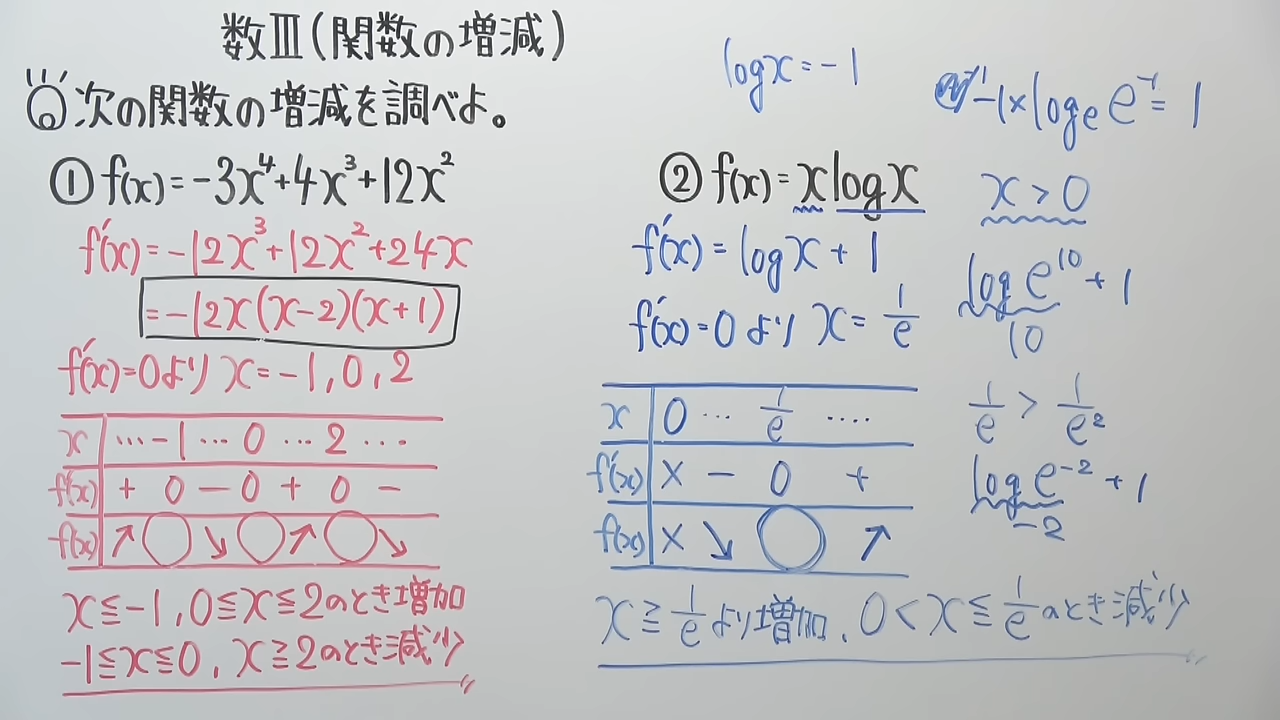 数Ⅲ(関数の増減)
Q 次の関数の増減を調べよ。
① f(x)=-3x⁴+4x³+12x²
f'(x)=-12x³+12x²+24x
=-12x(x-2)(x+1)
f'(x)=0より x=-1,0,2
x … -1 … 0 … 2 …
f'(x) + 0 - 0 + 0 -
f(x) ↗ ○ ↘ ○ ↗ ○ ↘
x≦-1,0≦x≦2のとき増加
-1≦x≦0,x≧2のとき減少
logx=-1
② f(x)=xlogx
f'(x)=logx+1
f'(x)=0より x=1/e
x 0 … 1/e ….
f'(x) × - 0 +
f(x) × ↘ ○ ↗
x≧1/eより増加、0<x≦1/eのとき減少
-1×logₑe⁻¹=1
x>0
loge¹⁰+1
10
1/e>1/e²
loge⁻²+1
-2